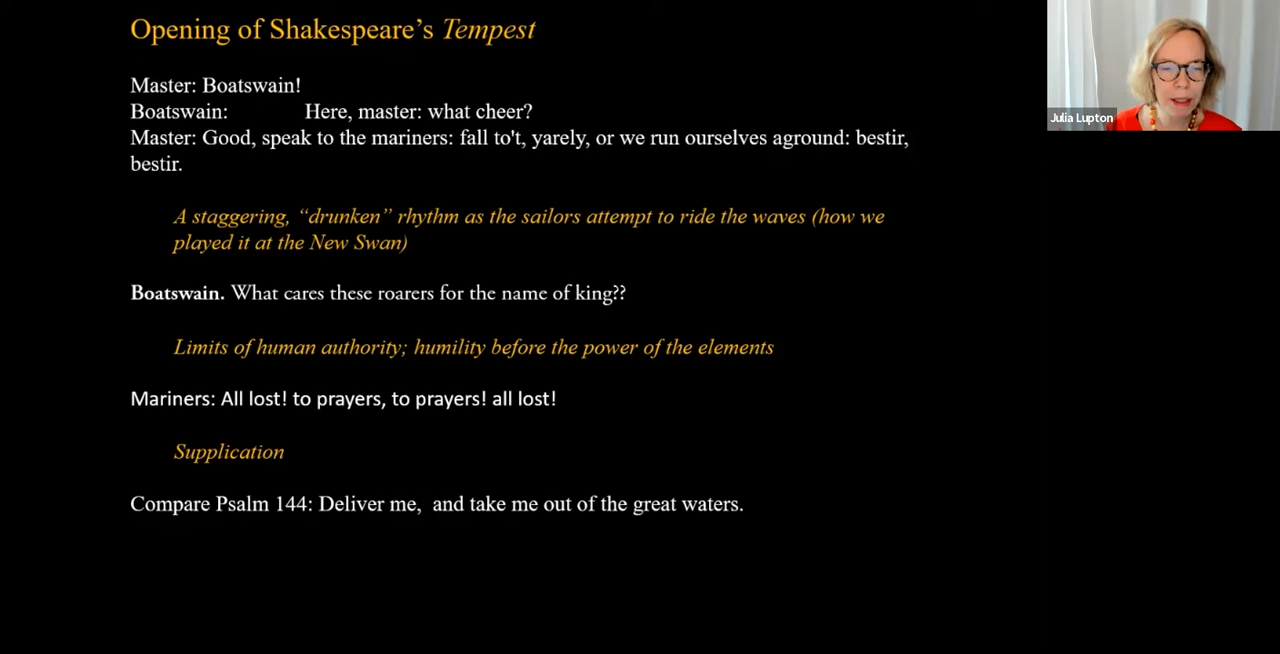 Opening of Shakespeare’s Tempest
Master: Boatswain!
Boatswain: Here, master: what cheer?
Master: Good, speak to the mariners: fall to't, yarely, or we run ourselves aground: bestir,
bestir.
A staggering, “drunken” rhythm as the sailors attempt to ride the waves (how we
played it at the New Swan)
Boatswain. What cares these roarers for the name of king??
Limits of human authority; humility before the power of the elements
Mariners: All lost! to prayers, to prayers! all lost!
Supplication
Compare Psalm 144: Deliver me, and take me out of the great waters.
Julia Lupton